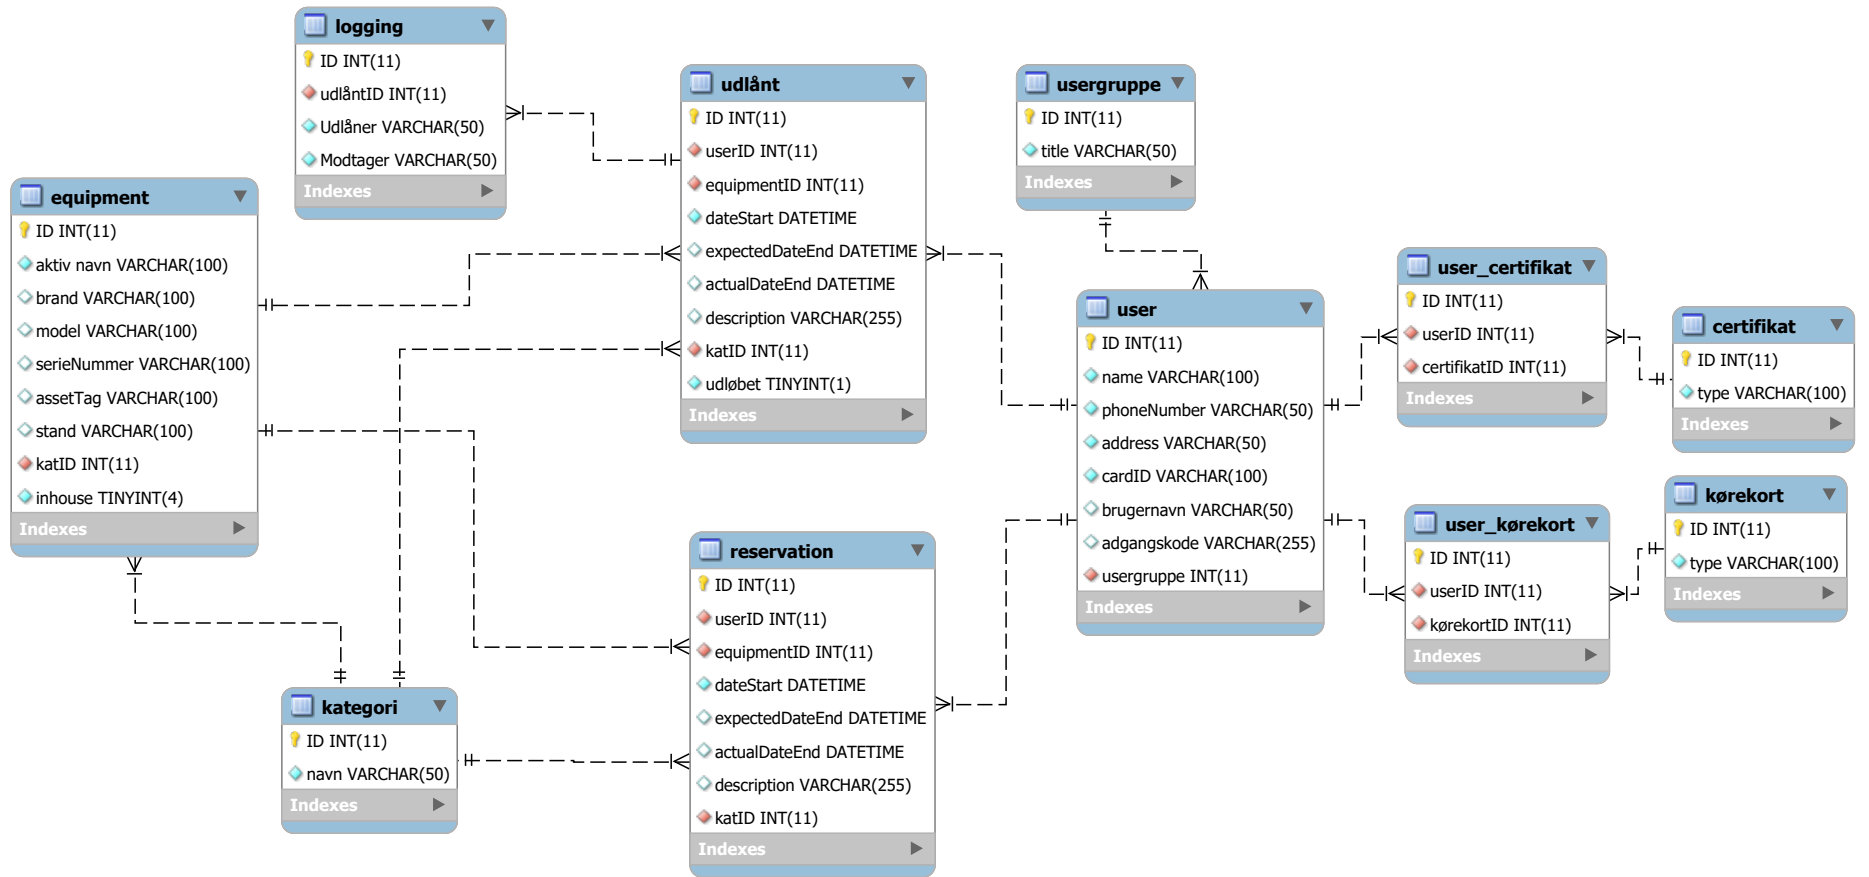 logging
ID INT(11)
udlåntID INT(11)
Udlåner VARCHAR(50)
Modtager VARCHAR(50)
Indexes
equipment
ID INT(11)
aktiv navn VARCHAR(100)
brand VARCHAR(100)
model VARCHAR(100)
serieNummer VARCHAR(100)
assetTag VARCHAR(100)
stand VARCHAR(100)
katID INT(11)
inhouse TINYINT(4)
Indexes
kategori
ID INT(11)
navn VARCHAR(50)
Indexes
udlånt
ID INT(11)
userID INT(11)
equipmentID INT(11)
dateStart DATETIME
expectedDateEnd DATETIME
actualDateEnd DATETIME
description VARCHAR(255)
katID INT(11)
udløbet TINYINT(1)
Indexes
reservation
ID INT(11)
userID INT(11)
equipmentID INT(11)
dateStart DATETIME
expectedDateEnd DATETIME
actualDateEnd DATETIME
description VARCHAR(255)
katID INT(11)
Indexes
usergruppe
ID INT(11)
title VARCHAR(50)
Indexes
user
ID INT(11)
name VARCHAR(100)
phoneNumber VARCHAR(50)
address VARCHAR(50)
cardID VARCHAR(100)
brugernavn VARCHAR(50)
adgangskode VARCHAR(255)
usergruppe INT(11)
Indexes
user_certifikat
ID INT(11)
userID INT(11)
certifikatID INT(11)
Indexes
certifikat
ID INT(11)
type VARCHAR(100)
Indexes
user_kørekort
ID INT(11)
userID INT(11)
kørekortID INT(11)
Indexes
kørekort
ID INT(11)
type VARCHAR(100)
Indexes